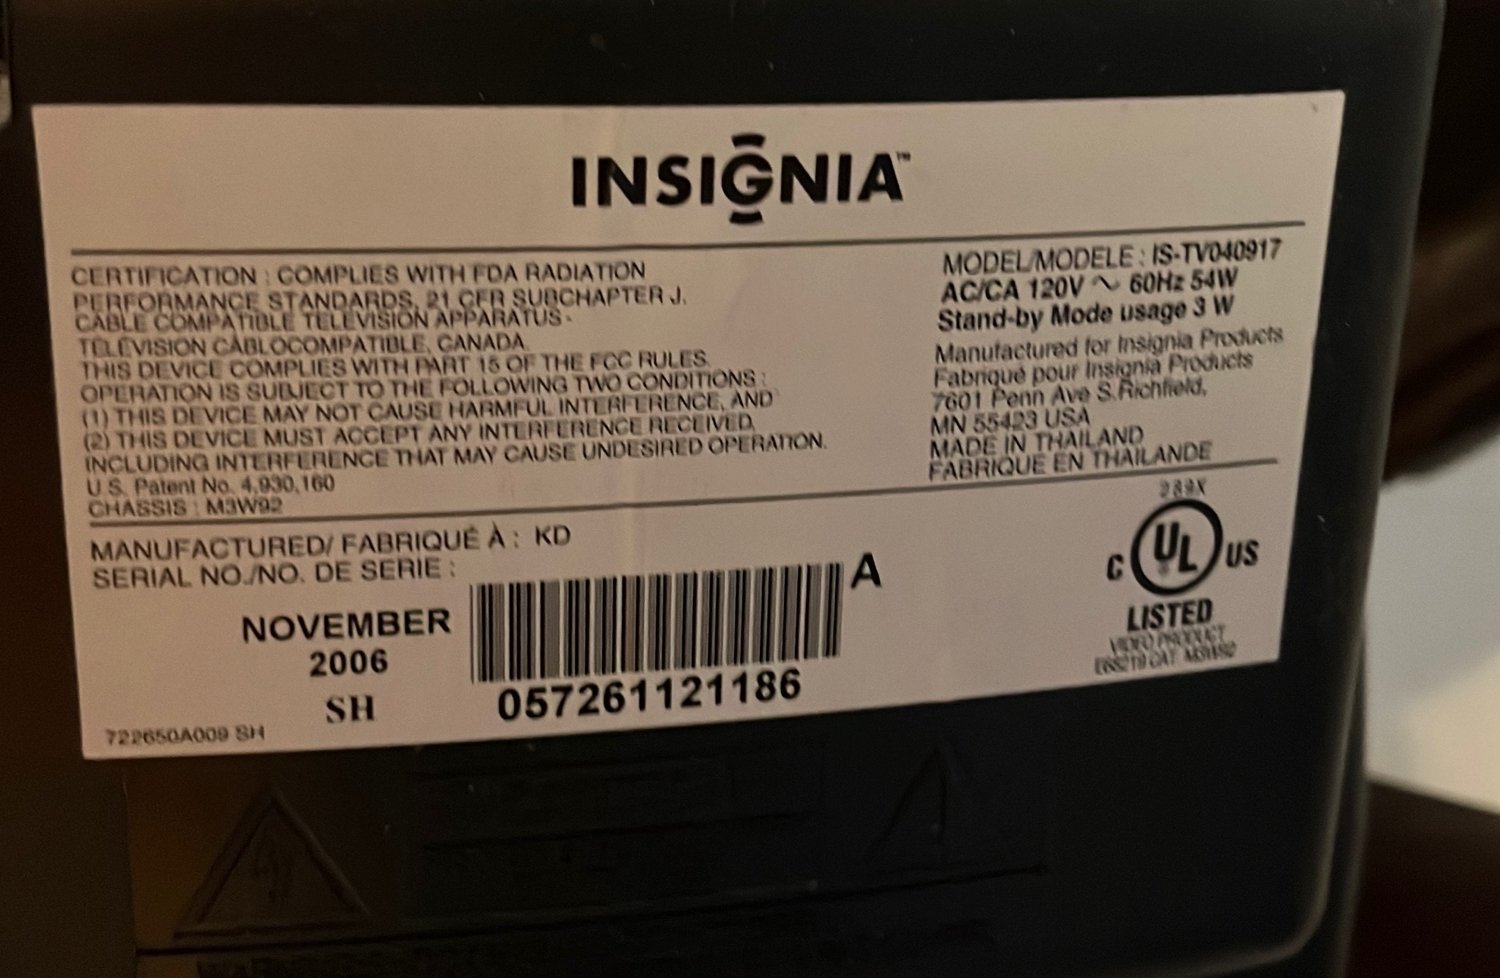 INSIGNIA™
CERTIFICATION : COMPLIES WITH FDA RADIATION
PERFORMANCE STANDARDS, 21 CFR SUBCHAPTER J.
CABLE COMPATIBLE TELEVISION APPARATUS -
TÉLÉVISION CÂBLOCOMPATIBLE, CANADA.
THIS DEVICE COMPLIES WITH PART 15 OF THE FCC RULES.
OPERATION IS SUBJECT TO THE FOLLOWING TWO CONDITIONS :
(1) THIS DEVICE MAY NOT CAUSE HARMFUL INTERFERENCE, AND
(2) THIS DEVICE MUST ACCEPT ANY INTERFERENCE RECEIVED,
INCLUDING INTERFERENCE THAT MAY CAUSE UNDESIRED OPERATION.
U.S. Patent No. 4,930,160
CHASSIS : M3W92
MODEL/MODELE : IS-TV040917
AC/CA 120V ~ 60Hz 54W
Stand-by Mode usage 3 W
Manufactured for Insignia Products
Fabriqué pour Insignia Products
7601 Penn Ave S.Richfield,
MN 55423 USA
MADE IN THAILAND
FABRIQUE EN THAILANDE
MANUFACTURED/ FABRIQUÉ À : KD
SERIAL NO./NO. DE SERIE :
NOVEMBER
2006
SH
A
057261121186
722650A009 SH
289X
C UL US
LISTED
VIDEO PRODUCT
E65219 CAT. M3W92